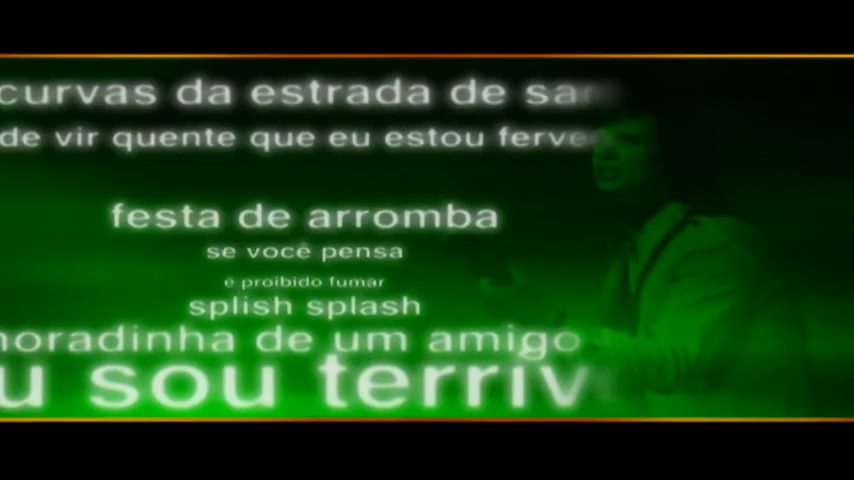 curvas da estrada de
de vir quente que eu estou
festa de arromba
se você pensa
é proibido fumar
splish splash
de um amigo
sou